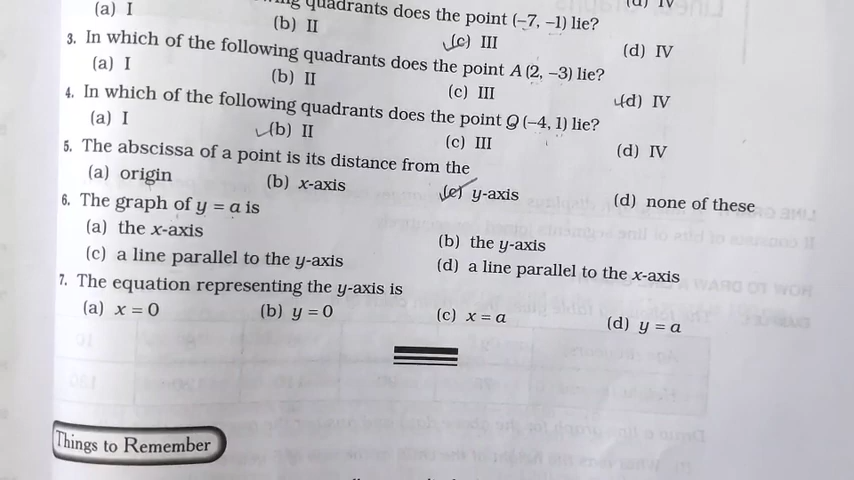 quadrants does the point (–7, –1) lie?
(a) I (b) II (c) III (d) IV
3. In which of the following quadrants does the point A (2, –3) lie?
(a) I (b) II (c) III (d) IV
4. In which of the following quadrants does the point Q (–4, 1) lie?
(a) I (b) II (c) III (d) IV
5. The abscissa of a point is its distance from the
(a) origin (b) x-axis (c) y-axis (d) none of these
6. The graph of y = a is
(a) the x-axis (b) the y-axis
(c) a line parallel to the y-axis (d) a line parallel to the x-axis
7. The equation representing the y-axis is
(a) x = 0 (b) y = 0 (c) x = a (d) y = a
Things to Remember